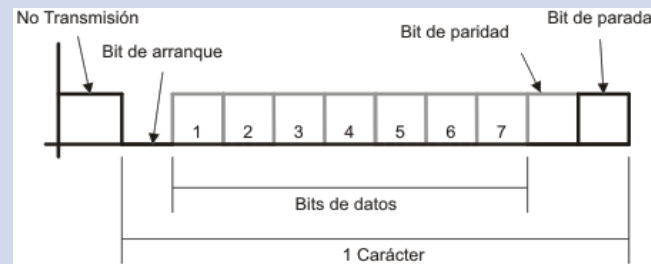 No Transmisión
Bit de arranque
Bit de paridad
Bit de parada
1 2 3 4 5 6 7
Bits de datos
1 Carácter